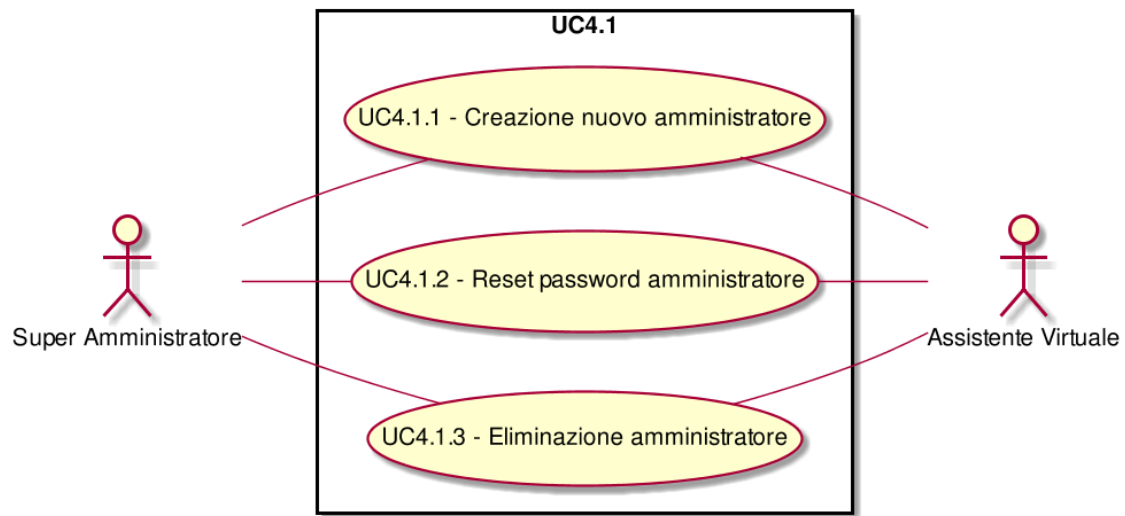 UC4.1
UC4.1.1 - Creazione nuovo amministratore
UC4.1.2 - Reset password amministratore
Super Amministratore
Assistente Virtuale
UC4.1.3 - Eliminazione amministratore